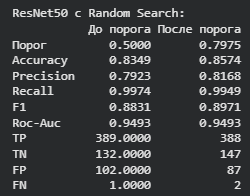 ResNet50 с Random Search:
До порога После порога
Порог 0.5000 0.7975
Accuracy 0.8349 0.8574
Precision 0.7923 0.8168
Recall 0.9974 0.9949
F1 0.8831 0.8971
Roc-Auc 0.9493 0.9493
TP 389.0000 388
TN 132.0000 147
FP 102.0000 87
FN 1.0000 2